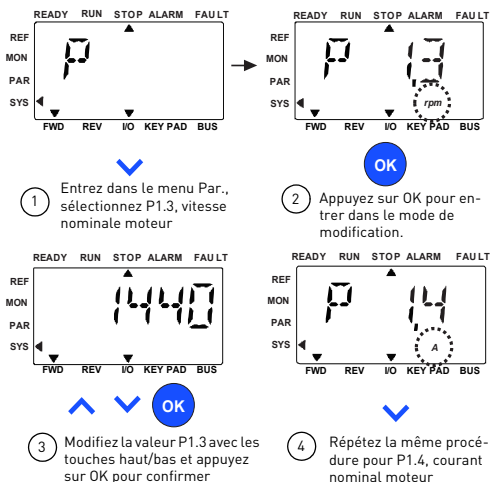 READY RUN STOP ALARM FAULT
REF
MON
PAR
SYS
P
FWD REV I/O KEYPAD BUS
READY RUN STOP ALARM FAULT
REF
MON
PAR
SYS
P 1,3
rpm
FWD REV I/O KEYPAD BUS
OK
1
Entrez dans le menu Par.,
sélectionnez P1.3, vitesse
nominale moteur
2
Appuyez sur OK pour en-
trer dans le mode de
modification.
READY RUN STOP ALARM FAULT
REF
MON
PAR
SYS
1440
FWD REV I/O KEYPAD BUS
READY RUN STOP ALARM FAULT
REF
MON
PAR
SYS
P 1,4
A
FWD REV I/O KEYPAD BUS
OK
3
Modifiez la valeur P1.3 avec les
touches haut/bas et appuyez
sur OK pour confirmer
4
Répétez la même procé-
dure pour P1.4, courant
nominal moteur